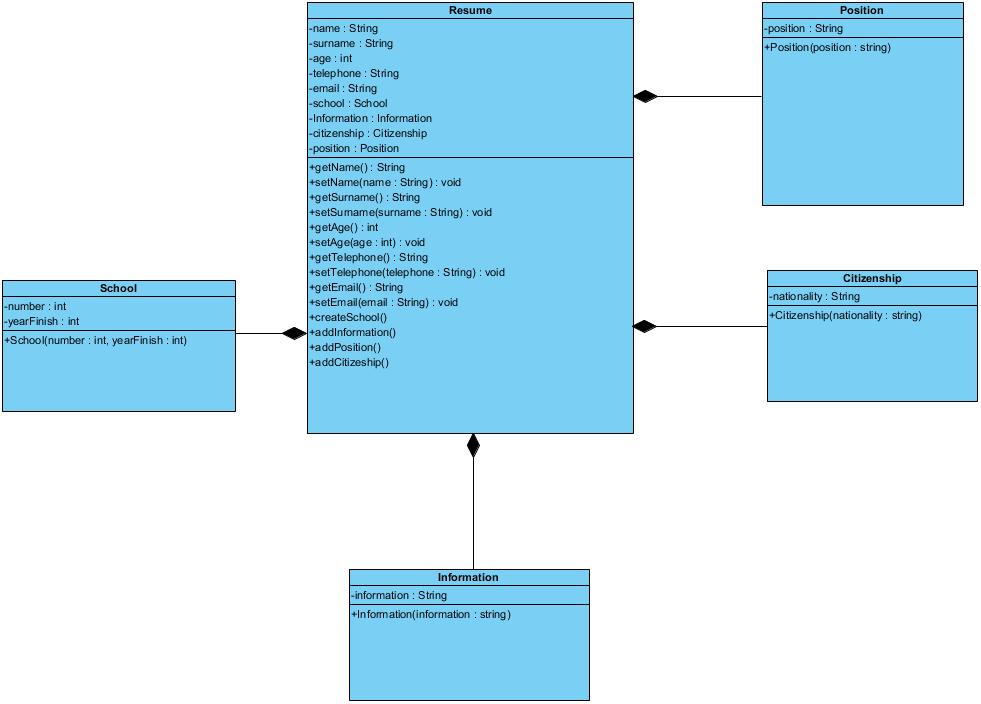 Resume
-name : String
-surname : String
-age : int
-telephone : String
-email : String
-school : School
-Information : Information
-citizenship : Citizenship
-position : Position
+getName() : String
+setName(name : String) : void
+getSurname() : String
+setSurname(surname : String) : void
+getAge() : int
+setAge(age : int) : void
+getTelephone() : String
+setTelephone(telephone : String) : void
+getEmail() : String
+setEmail(email : String) : void
+createSchool()
+addInformation()
+addPosition()
+addCitizeship()
Position
-position : String
+Position(position : string)
School
-number : int
-yearFinish : int
+School(number : int, yearFinish : int)
Citizenship
-nationality : String
+Citizenship(nationality : string)
Information
-information : String
+Information(information : string)